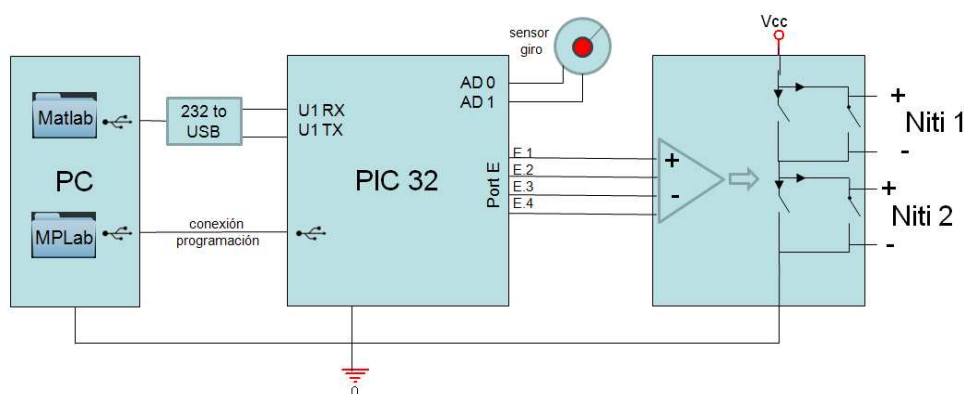 Matlab
PC
MPLab
232 to
USB
conexión
programación
U1 RX
U1 TX
PIC 32
AD 0
AD 1
Port E
sensor
giro
E.1
E.2
E.3
E.4
+
-
Vcc
+
Niti 1
-
+
Niti 2
-
0